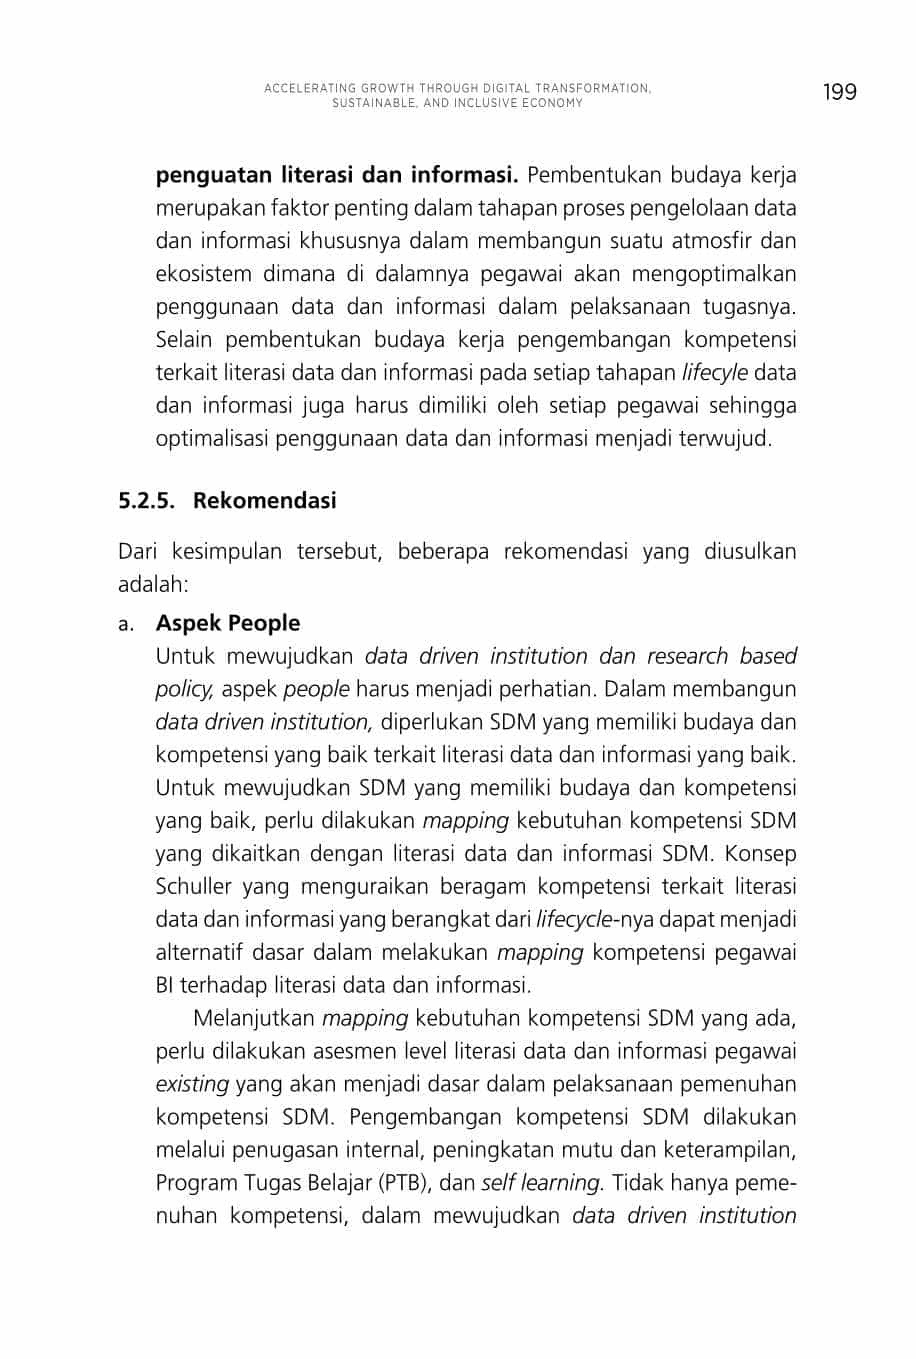 ACCELERATING GROWTH THROUGH DIGITAL TRANSFORMATION,
SUSTAINABLE, AND INCLUSIVE ECONOMY
199
penguatan literasi dan informasi. Pembentukan budaya kerja
merupakan faktor penting dalam tahapan proses pengelolaan data
dan informasi khususnya dalam membangun suatu atmosfir dan
ekosistem dimana di dalamnya pegawai akan mengoptimalkan
penggunaan data dan informasi dalam pelaksanaan tugasnya.
Selain pembentukan budaya kerja pengembangan kompetensi
terkait literasi data dan informasi pada setiap tahapan lifecyle data
dan informasi juga harus dimiliki oleh setiap pegawai sehingga
optimalisasi penggunaan data dan informasi menjadi terwujud.
5.2.5. Rekomendasi
Dari kesimpulan tersebut, beberapa rekomendasi yang diusulkan
adalah:
a. Aspek People
Untuk mewujudkan data driven institution dan research based
policy, aspek people harus menjadi perhatian. Dalam membangun
data driven institution, diperlukan SDM yang memiliki budaya dan
kompetensi yang baik terkait literasi data dan informasi yang baik.
Untuk mewujudkan SDM yang memiliki budaya dan kompetensi
yang baik, perlu dilakukan mapping kebutuhan kompetensi SDM
yang dikaitkan dengan literasi data dan informasi SDM. Konsep
Schuller yang menguraikan beragam kompetensi terkait literasi
data dan informasi yang berangkat dari lifecycle-nya dapat menjadi
alternatif dasar dalam melakukan mapping kompetensi pegawai
BI terhadap literasi data dan informasi.
Melanjutkan mapping kebutuhan kompetensi SDM yang ada,
perlu dilakukan asesmen level literasi data dan informasi pegawai
existing yang akan menjadi dasar dalam pelaksanaan pemenuhan
kompetensi SDM. Pengembangan kompetensi SDM dilakukan
melalui penugasan internal, peningkatan mutu dan keterampilan,
Program Tugas Belajar (PTB), dan self learning. Tidak hanya peme-
nuhan kompetensi, dalam mewujudkan data driven institution